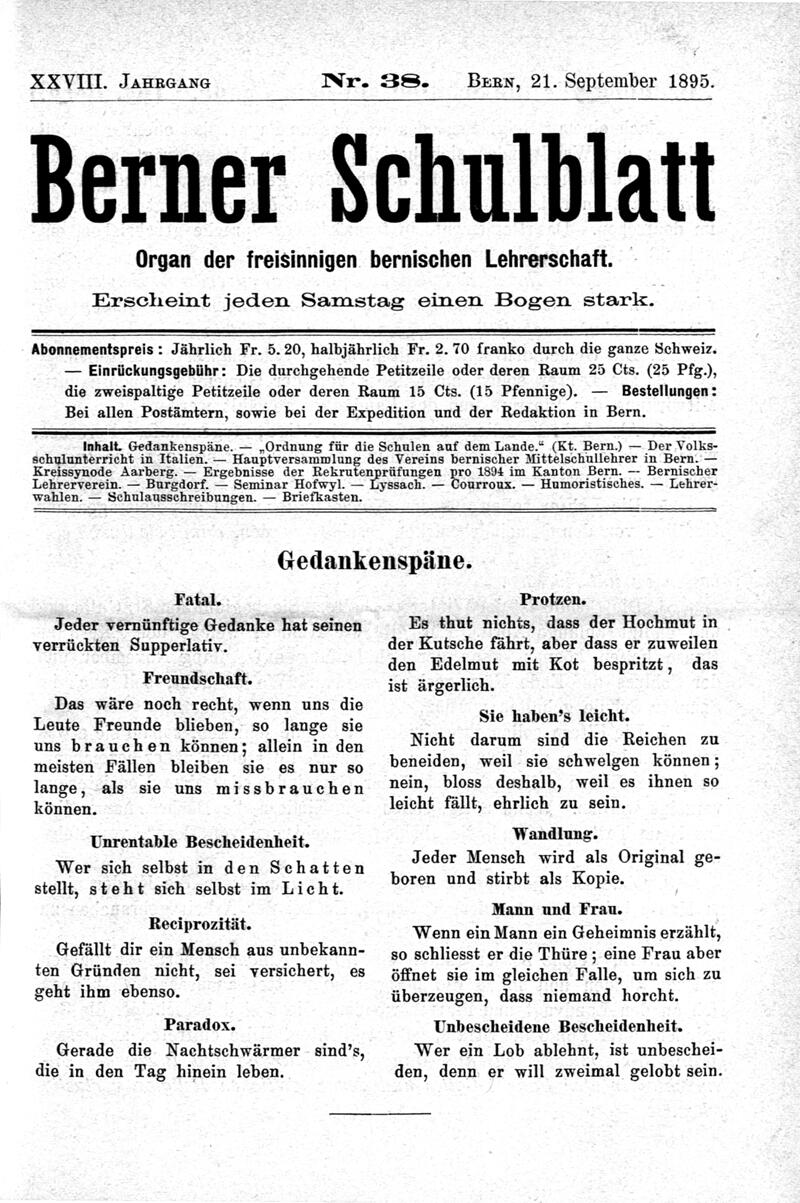 XXVIII. JAHRGANG Nr. 38. BERN, 21. September 1895.
Berner Schulblatt
Organ der freisinnigen bernischen Lehrerschaft.
Erscheint jeden Samstag einen Bogen stark.
Abonnementspreis: Jährlich Fr. 5. 20, halbjährlich Fr. 2. 70 franko durch die ganze Schweiz.
— Einrückungsgebühr: Die durchgehende Petitzeile oder deren Raum 25 Cts. (25 Pfg.),
die zweispaltige Petitzeile oder deren Raum 15 Cts. (15 Pfennige). — Bestellungen:
Bei allen Postämtern, sowie bei der Expedition und der Redaktion in Bern.
Inhalt. Gedankenspäne. — „Ordnung für die Schulen auf dem Lande.“ (Kt. Bern.) — Der Volks-
schulunterricht in Italien. — Hauptversammlung des Vereins bernischer Mittelschullehrer in Bern. —
Kreissynode Aarberg. — Ergebnisse der Rekrutenprüfungen pro 1894 im Kanton Bern. — Bernischer
Lehrerverein. — Burgdorf. — Seminar Hofwyl. — Lyssach. — Courroux. — Humoristisches. — Lehrer-
wahlen. — Schulausschreibungen. — Briefkasten.
Gedankenspäne.
Fatal.
Jeder vernünftige Gedanke hat seinen
verrückten Supperlativ.
Freundschaft.
Das wäre noch recht, wenn uns die
Leute Freunde blieben, so lange sie
uns brauchen können; allein in den
meisten Fällen bleiben sie es nur so
lange, als sie uns missbrauchen
können.
Unrentable Bescheidenheit.
Wer sich selbst in den Schatten
stellt, steht sich selbst im Licht.
Reciprozität.
Gefällt dir ein Mensch aus unbekann-
ten Gründen nicht, sei versichert, es
geht ihm ebenso.
Paradox.
Gerade die Nachtschwärmer sind's,
die in den Tag hinein leben.
Protzen.
Es thut nichts, dass der Hochmut in
der Kutsche fährt, aber dass er zuweilen
den Edelmut mit Kot bespritzt, das
ist ärgerlich.
Sie haben's leicht.
Nicht darum sind die Reichen zu
beneiden, weil sie schwelgen können;
nein, bloss deshalb, weil es ihnen so
leicht fällt, ehrlich zu sein.
Wandlung.
Jeder Mensch wird als Original ge-
boren und stirbt als Kopie.
Mann und Frau.
Wenn ein Mann ein Geheimnis erzählt,
so schliesst er die Thüre; eine Frau aber
öffnet sie im gleichen Falle, um sich zu
überzeugen, dass niemand horcht.
Unbescheidene Bescheidenheit.
Wer ein Lob ablehnt, ist unbeschei-
den, denn er will zweimal gelobt sein.